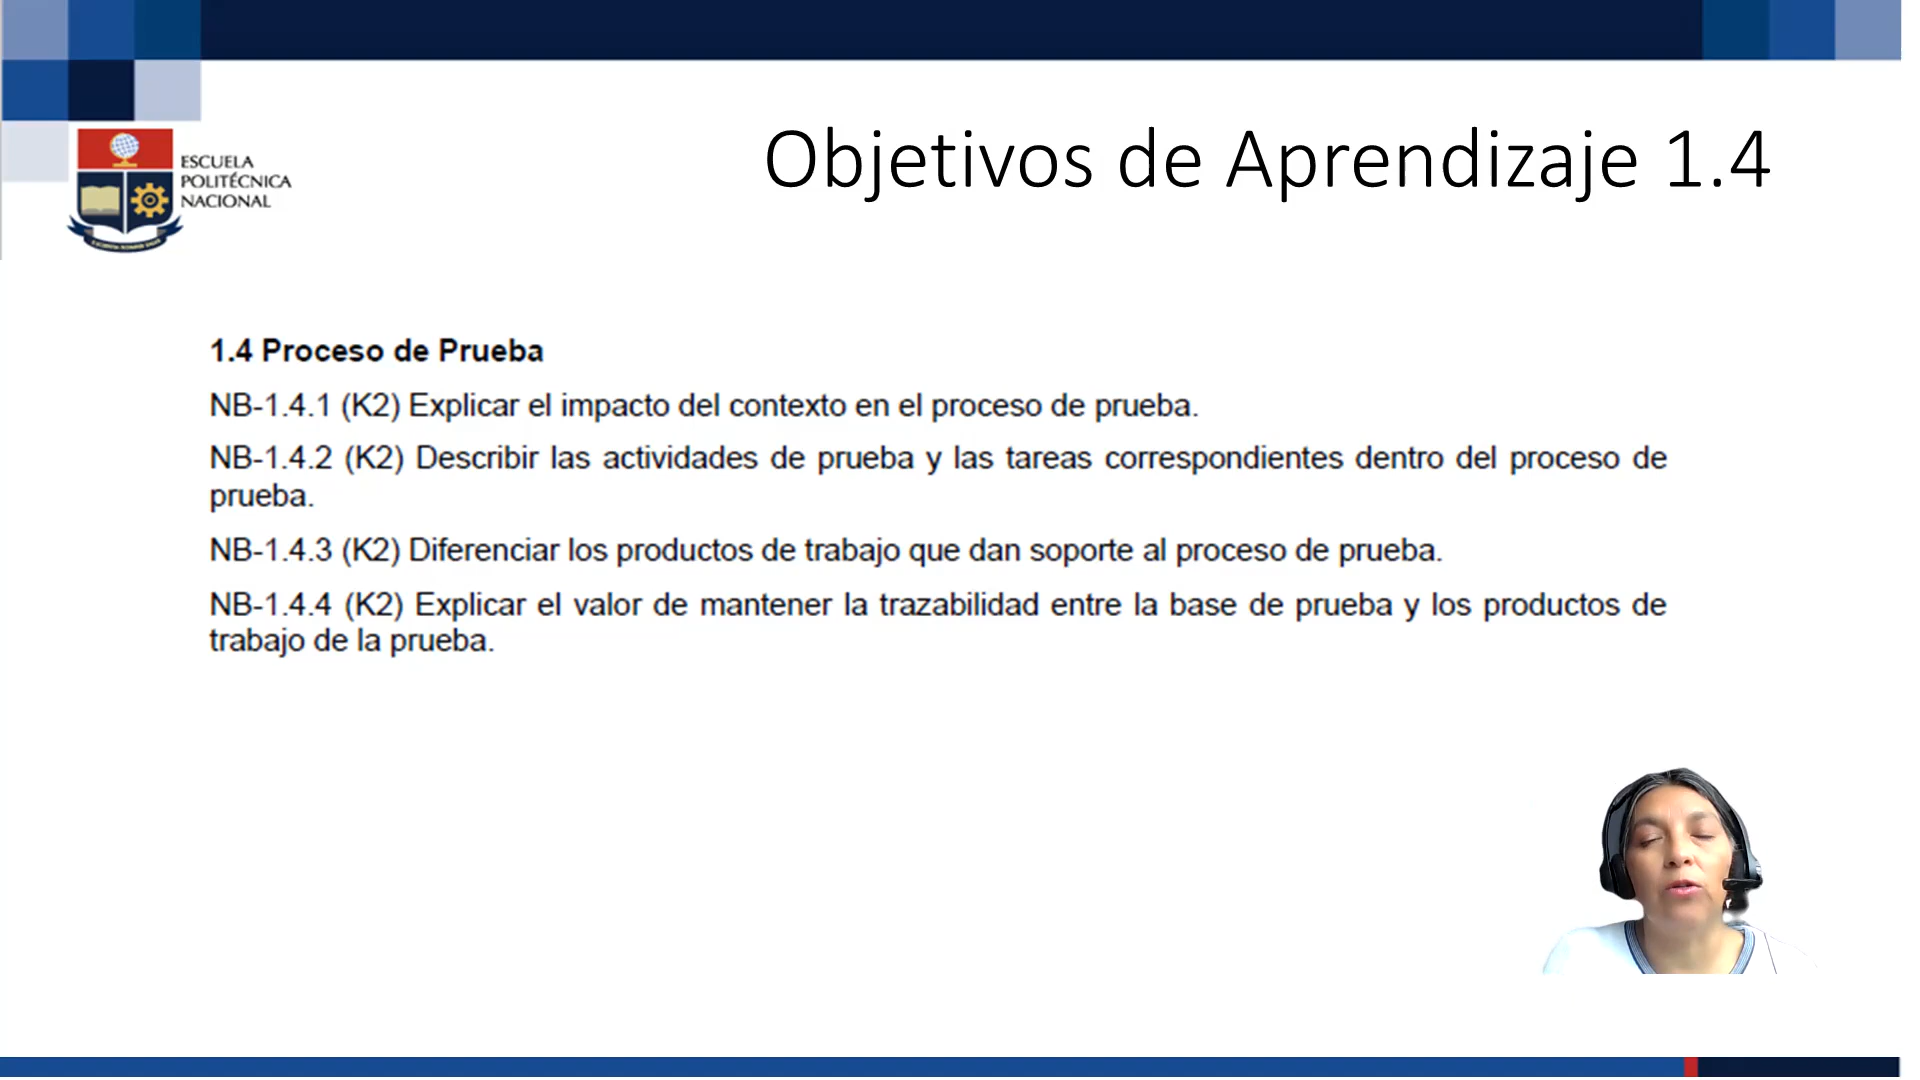 ESCUELA
POLITÉCNICA
NACIONAL
Objetivos de Aprendizaje 1.4
1.4 Proceso de Prueba
NB-1.4.1 (K2) Explicar el impacto del contexto en el proceso de prueba.
NB-1.4.2 (K2) Describir las actividades de prueba y las tareas correspondientes dentro del proceso de
prueba.
NB-1.4.3 (K2) Diferenciar los productos de trabajo que dan soporte al proceso de prueba.
NB-1.4.4 (K2) Explicar el valor de mantener la trazabilidad entre la base de prueba y los productos de
trabajo de la prueba.